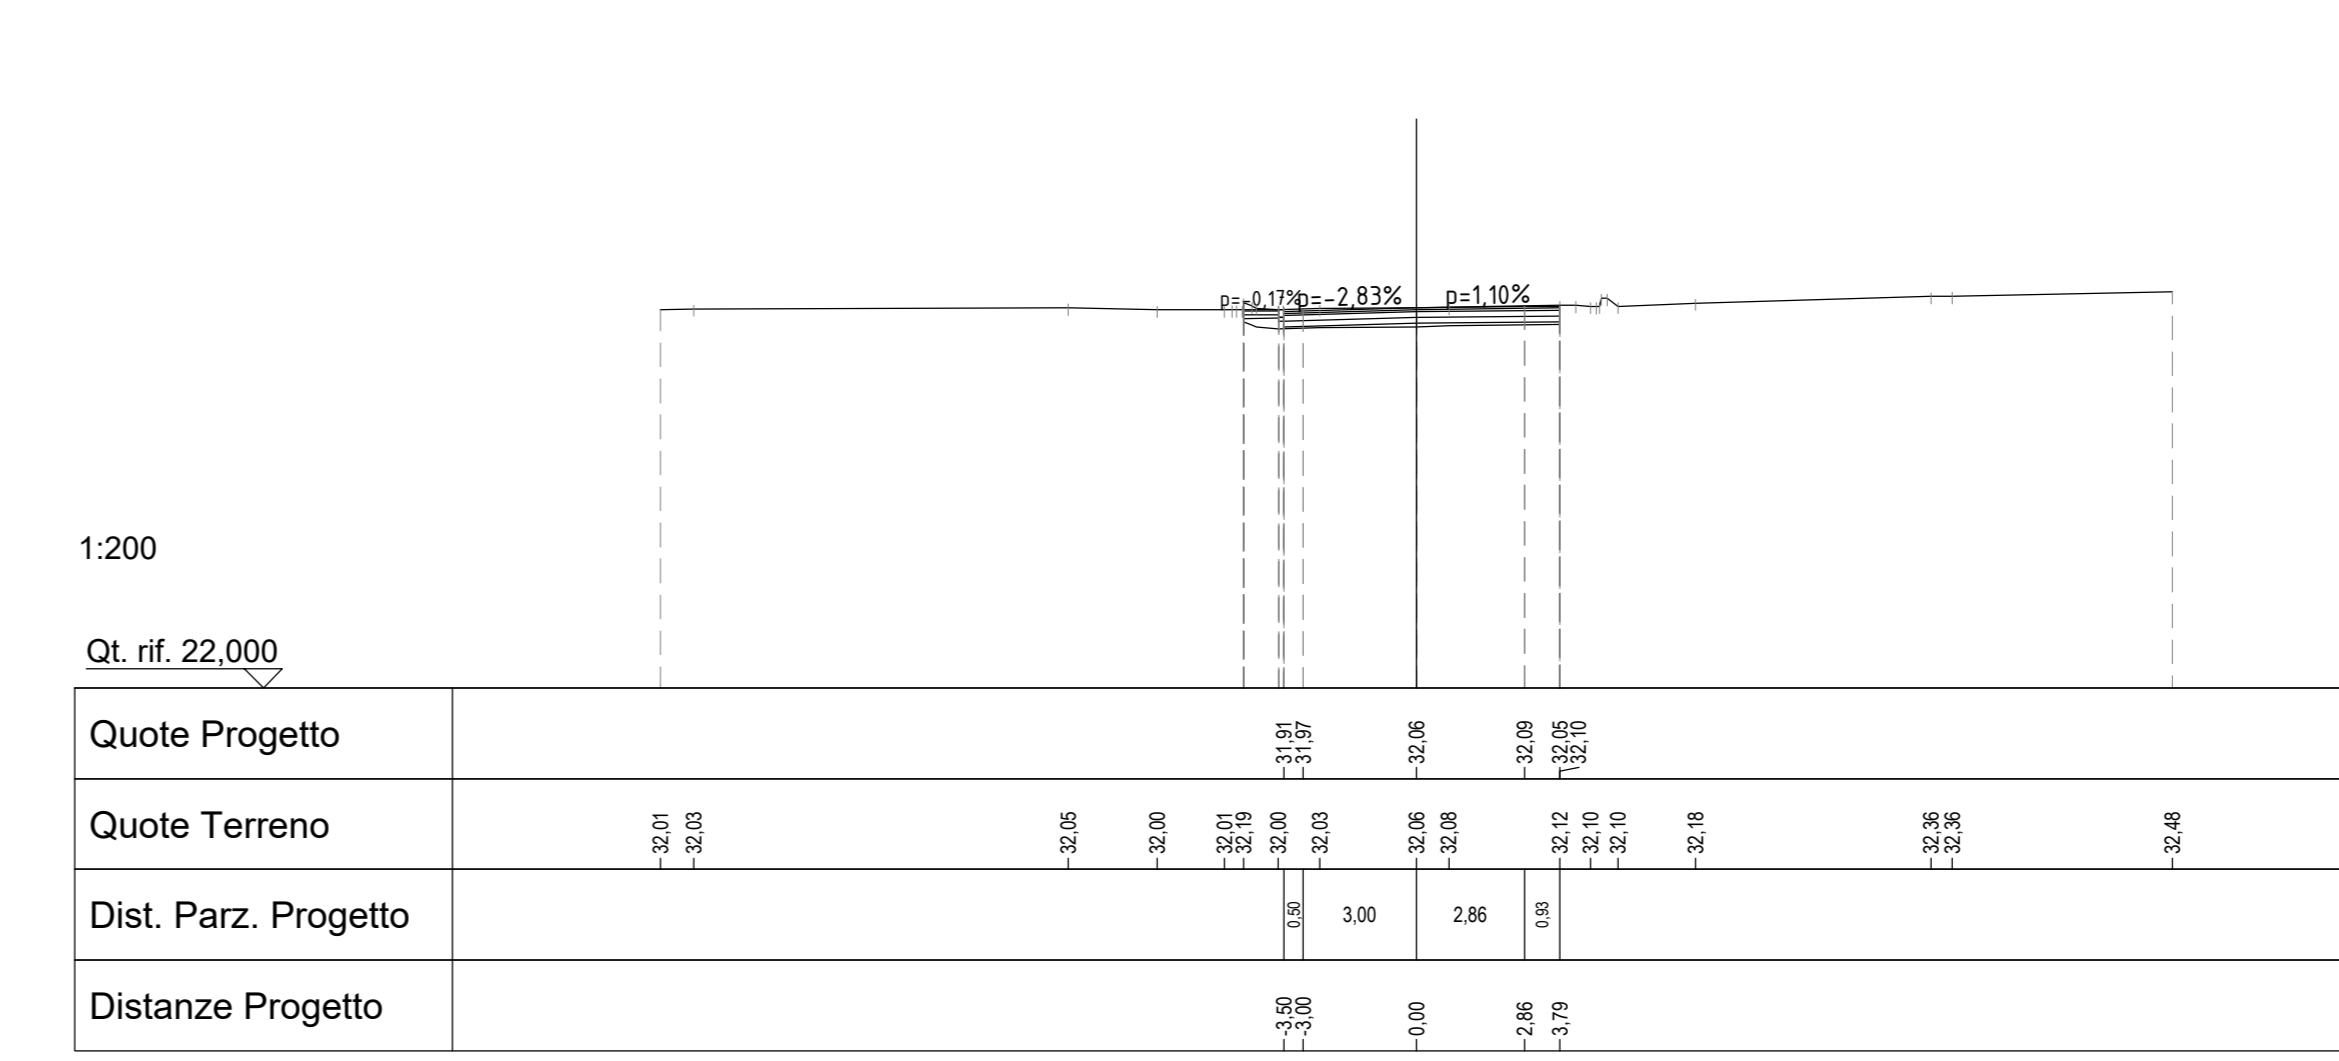 p=-0,17% p=-2,83% p=1,10%
1:200
Qt. rif. 22,000
Quote Progetto 31,91 31,97 32,06 32,09 32,05 32,10
Quote Terreno 32,01 32,03 32,05 32,00 32,01 32,19 32,00 32,03 32,06 32,08 32,12 32,10 32,10 32,18 32,36 32,36 32,48
Dist. Parz. Progetto 0,50 3,00 2,86 0,93
Distanze Progetto -3,50 -3,00 0,00 2,86 3,79